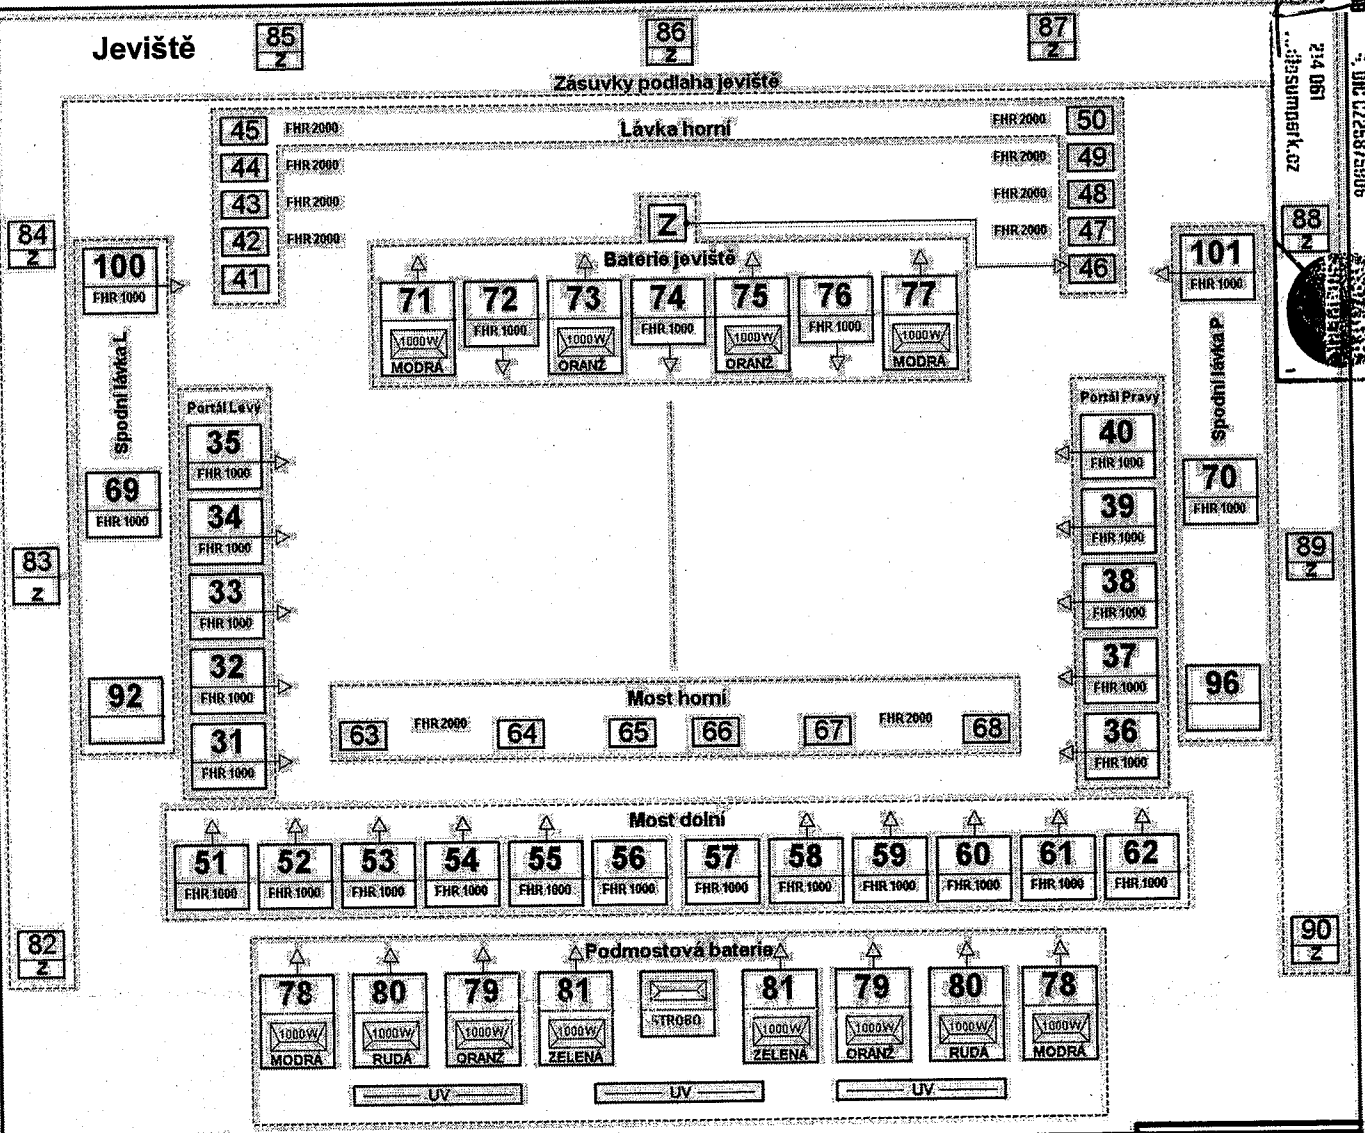 Jeviště
85
Z
86
Z
87
Z
Zásuvky podlaha jeviště
214 061
45
FHR 2000
Lávka horní
FHR 2000
50
44
FHR 2000
FHR 2000
49
43
FHR 2000
FHR 2000
48
42
FHR 2000
FHR 2000
47
41
Z
46
84
Z
88
Z
100
FHR 1000
101
FHR 1000
Baterie jeviště
71
1000W
MODRÁ
72
FHR 1000
73
1000W
ORANŽ
74
FHR 1000
75
1000W
ORANŽ
76
FHR 1000
77
1000W
MODRÁ
Spodní lávka L
Spodní lávka P
Portál Levý
Portál Pravý
35
FHR 1000
40
FHR 1000
69
FHR 1000
70
FHR 1000
34
FHR 1000
39
FHR 1000
83
Z
89
Z
33
FHR 1000
38
FHR 1000
32
FHR 1000
37
FHR 1000
92
96
31
FHR 1000
36
FHR 1000
Most horní
63
FHR 2000
64
65
66
67
FHR 2000
68
Most dolní
51
FHR 1000
52
FHR 1000
53
FHR 1000
54
FHR 1000
55
FHR 1000
56
FHR 1000
57
FHR 1000
58
FHR 1000
59
FHR 1000
60
FHR 1000
61
FHR 1000
62
FHR 1000
82
Z
90
Z
Podmostová baterie
78
1000W
MODRÁ
80
1000W
RUDÁ
79
1000W
ORANŽ
81
1000W
ZELENÁ
STROBO
81
1000W
ZELENÁ
79
1000W
ORANŽ
80
1000W
RUDÁ
78
1000W
MODRÁ
UV
UV
UV